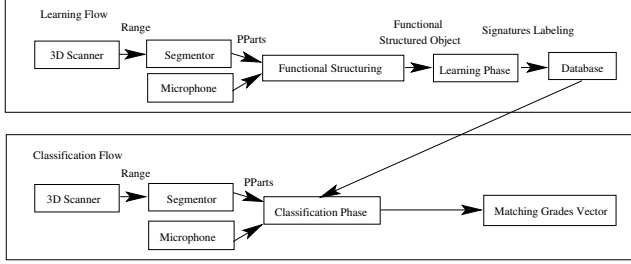 Learning Flow
Range
3D Scanner
Segmentor
PParts
Microphone
Functional Structuring
Functional
Structured Object
Learning Phase
Signatures Labeling
Database
Classification Flow
Range
3D Scanner
Segmentor
PParts
Microphone
Classification Phase
Matching Grades Vector